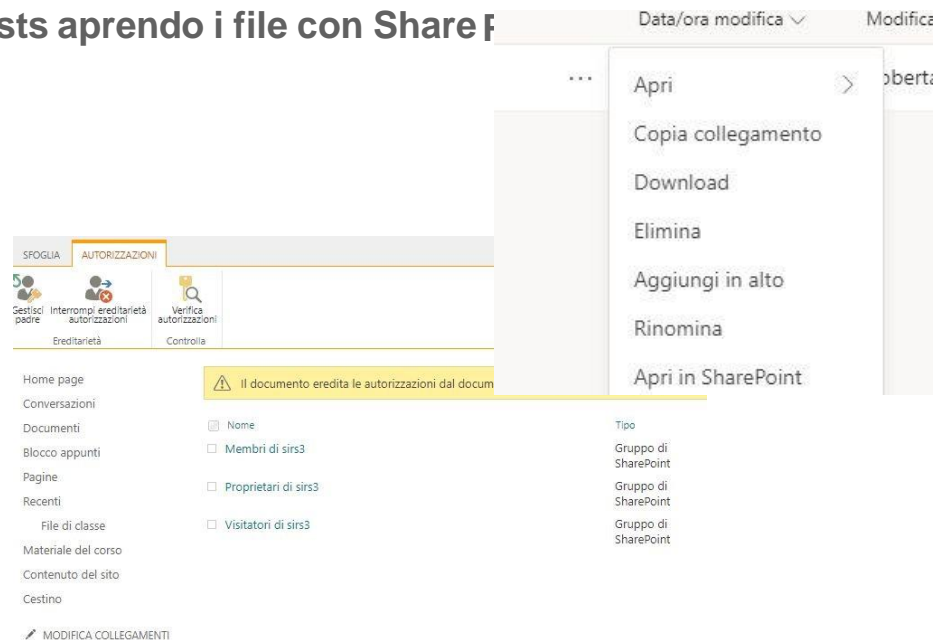 sts aprendo i file con Share
Data/ora modifica Modifica
... Apri oberta
Copia collegamento
Download
Elimina
Aggiungi in alto
Rinomina
Apri in SharePoint
SFOGLIA AUTORIZZAZIONI
Gestisci padre
Interrompi ereditarietà autorizzazioni
Verifica autorizzazioni
Ereditarietà Controlla
Home page
Conversazioni
Documenti
Blocco appunti
Pagine
Recenti
File di classe
Materiale del corso
Contenuto del sito
Cestino
MODIFICA COLLEGAMENTI
Il documento eredita le autorizzazioni dal docum
Nome Tipo
Membri di sirs3 Gruppo di
SharePoint
Proprietari di sirs3 Gruppo di
SharePoint
Visitatori di sirs3 Gruppo di
SharePoint